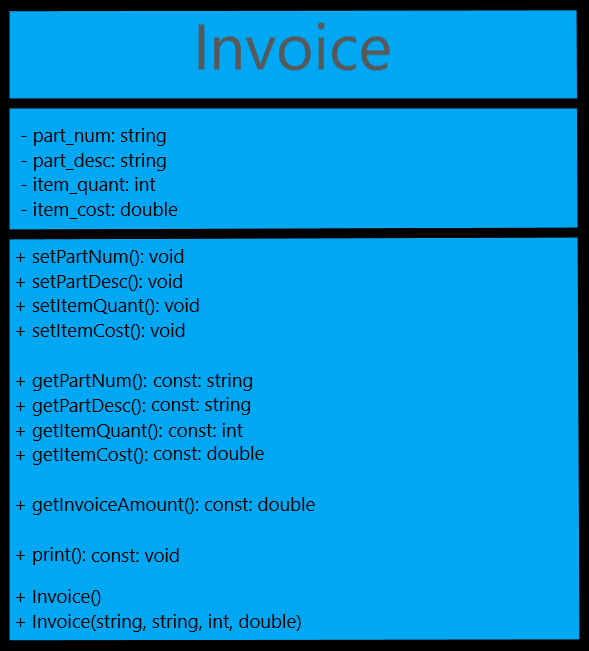 Invoice
- part_num: string
- part_desc: string
- item_quant: int
- item_cost: double
+ setPartNum(): void
+ setPartDesc(): void
+ setItemQuant(): void
+ setItemCost(): void
+ getPartNum(): const: string
+ getPartDesc(): const: string
+ getItemQuant(): const: int
+ getItemCost(): const: double
+ getInvoiceAmount(): const: double
+ print(): const: void
+ Invoice()
+ Invoice(string, string, int, double)